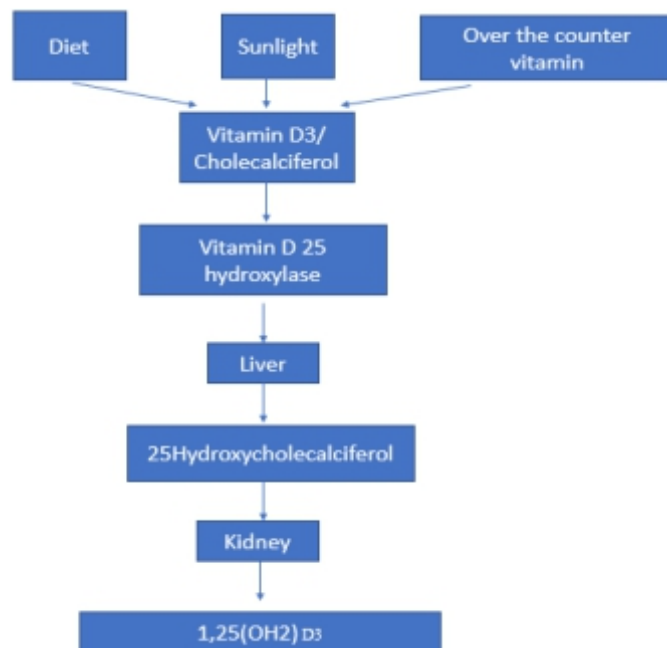 Diet
Sunlight
Over the counter
vitamin
Vitamin D3/
Cholecalciferol
Vitamin D 25
hydroxylase
Liver
25Hydroxycholecalciferol
Kidney
1,25(OH2) D3